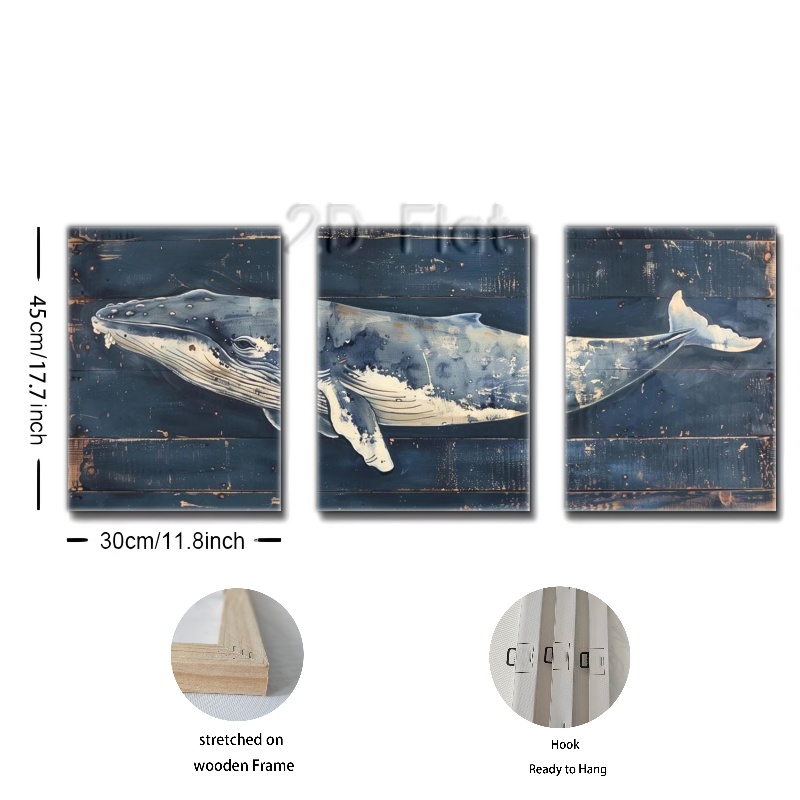 2D Flat
45cm/17.7inch
30cm/11.8inch
stretched on
wooden Frame
Hook
Ready to Hang